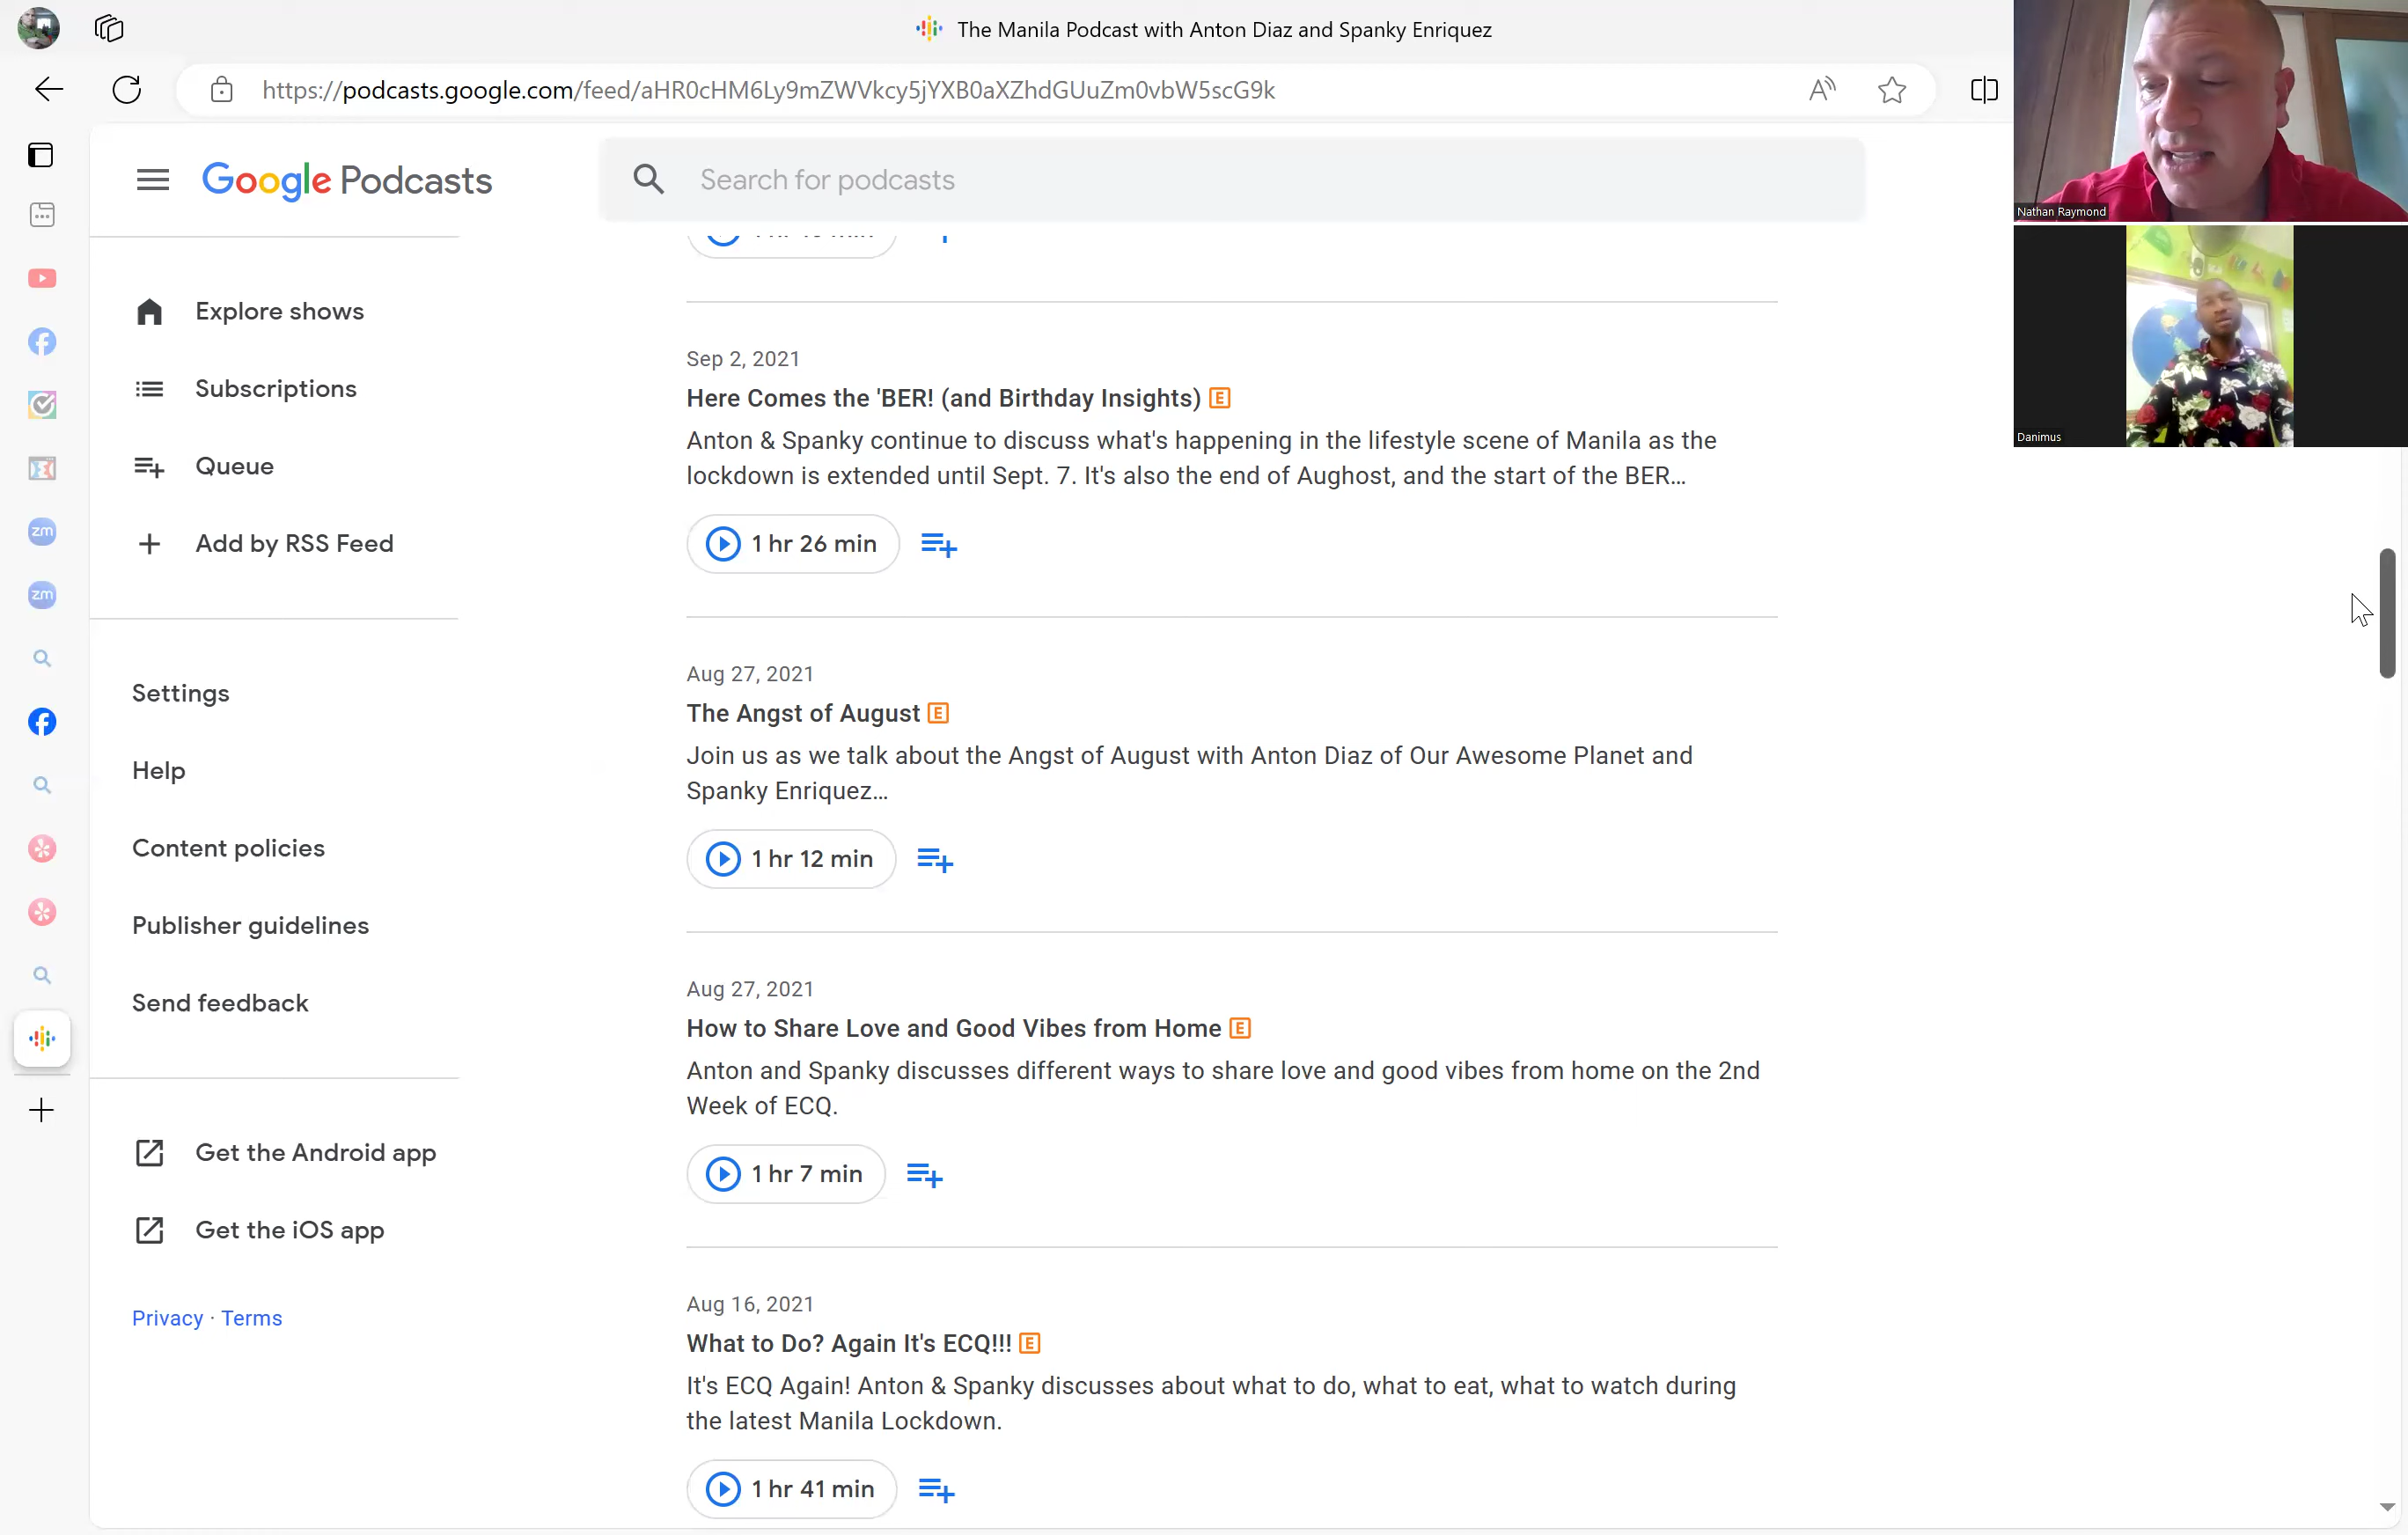 The Manila Podcast with Anton Diaz and Spanky Enriquez
https://podcasts.google.com/feed/aHR0cHM6Ly9mZWVkcy5jYXB0aXZhdGUuZm0vbW5scG9k
Google Podcasts
Search for podcasts
Explore shows
Subscriptions
Queue
Add by RSS Feed
Settings
Help
Content policies
Publisher guidelines
Send feedback
Get the Android app
Get the iOS app
Privacy · Terms
Sep 2, 2021
Here Comes the 'BER! (and Birthday Insights) E
Anton & Spanky continue to discuss what's happening in the lifestyle scene of Manila as the
lockdown is extended until Sept. 7. It's also the end of Aughost, and the start of the BER...
1 hr 26 min
Aug 27, 2021
The Angst of August E
Join us as we talk about the Angst of August with Anton Diaz of Our Awesome Planet and
Spanky Enriquez...
1 hr 12 min
Aug 27, 2021
How to Share Love and Good Vibes from Home E
Anton and Spanky discusses different ways to share love and good vibes from home on the 2nd
Week of ECQ.
1 hr 7 min
Aug 16, 2021
What to Do? Again It's ECQ!!! E
It's ECQ Again! Anton & Spanky discusses about what to do, what to eat, what to watch during
the latest Manila Lockdown.
1 hr 41 min
Nathan Raymond
Danimus
zm
zm